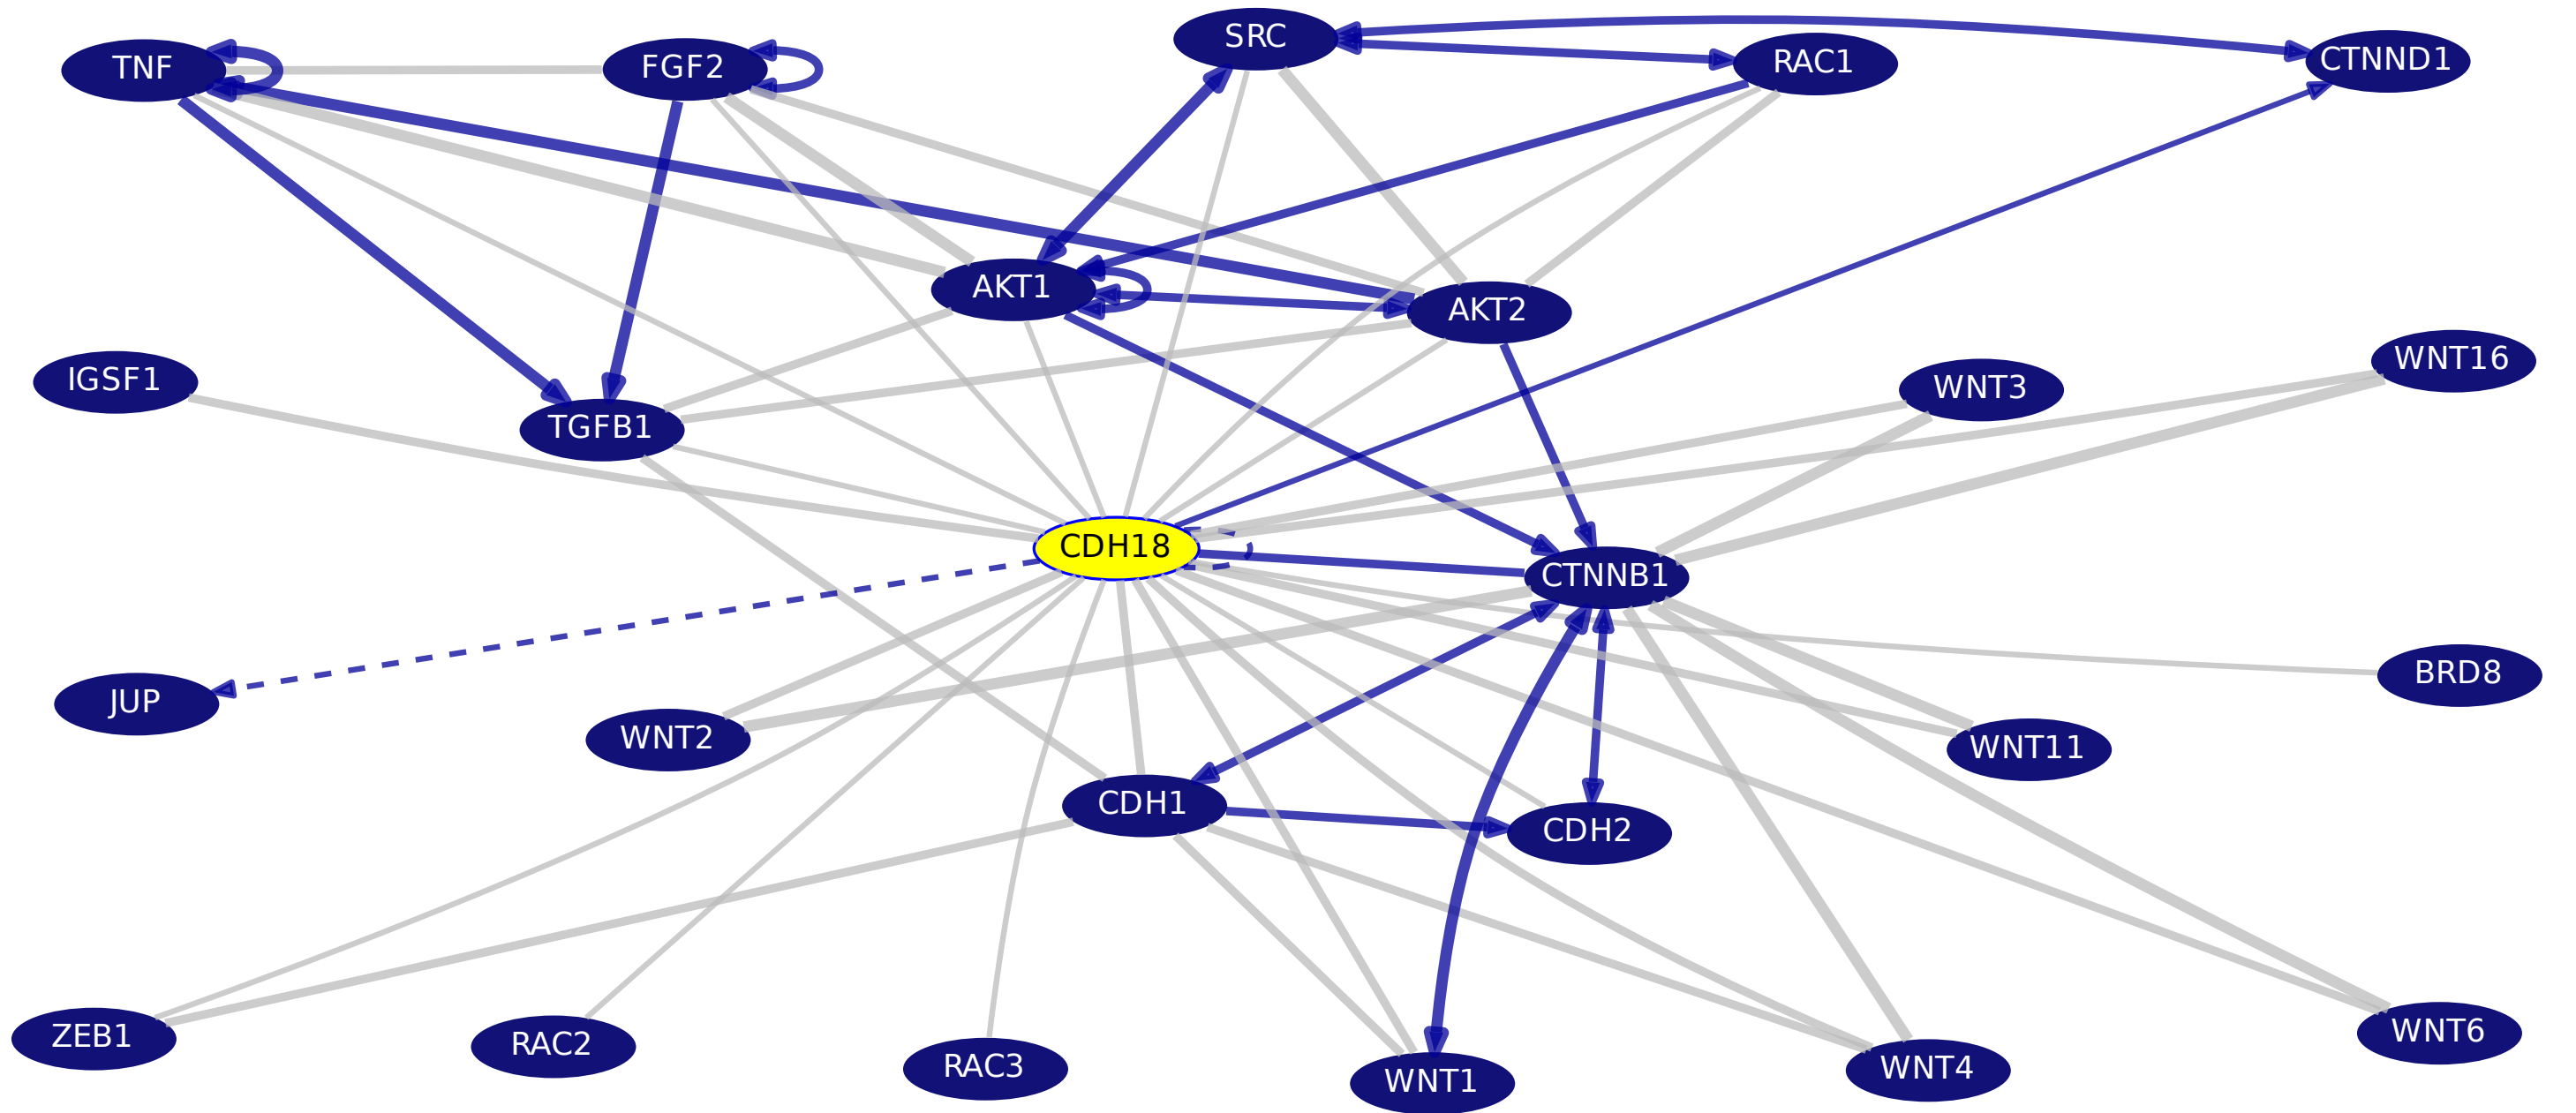 TNF
FGF2
SRC
RAC1
CTNND1
AKT1
AKT2
IGSF1
TGFB1
WNT3
WNT16
CDH18
CTNNB1
JUP
WNT2
CDH1
CDH2
WNT11
BRD8
ZEB1
RAC2
RAC3
WNT1
WNT4
WNT6